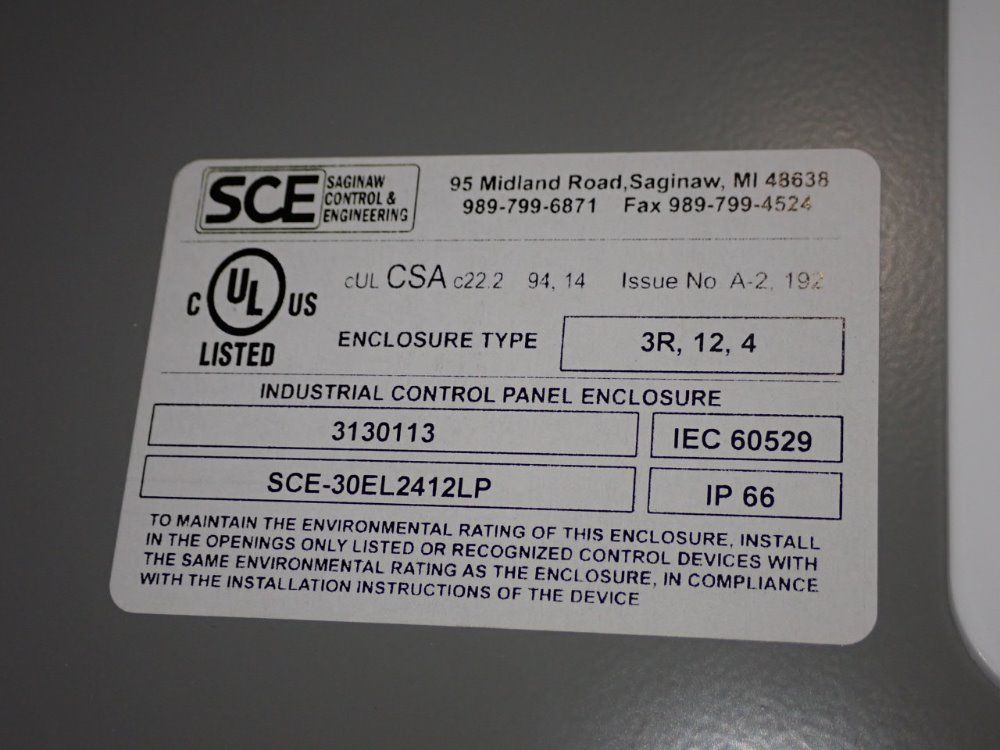 SCE SAGINAW CONTROL & ENGINEERING
95 Midland Road, Saginaw, MI 48638
989-799-6871 Fax 989-799-4524
C UL US
LISTED
cUL CSA c22.2 94, 14 Issue No. A-2, 192
ENCLOSURE TYPE 3R, 12, 4
INDUSTRIAL CONTROL PANEL ENCLOSURE
3130113 IEC 60529
SCE-30EL2412LP IP 66
TO MAINTAIN THE ENVIRONMENTAL RATING OF THIS ENCLOSURE, INSTALL
IN THE OPENINGS ONLY LISTED OR RECOGNIZED CONTROL DEVICES WITH
THE SAME ENVIRONMENTAL RATING AS THE ENCLOSURE, IN COMPLIANCE
WITH THE INSTALLATION INSTRUCTIONS OF THE DEVICE